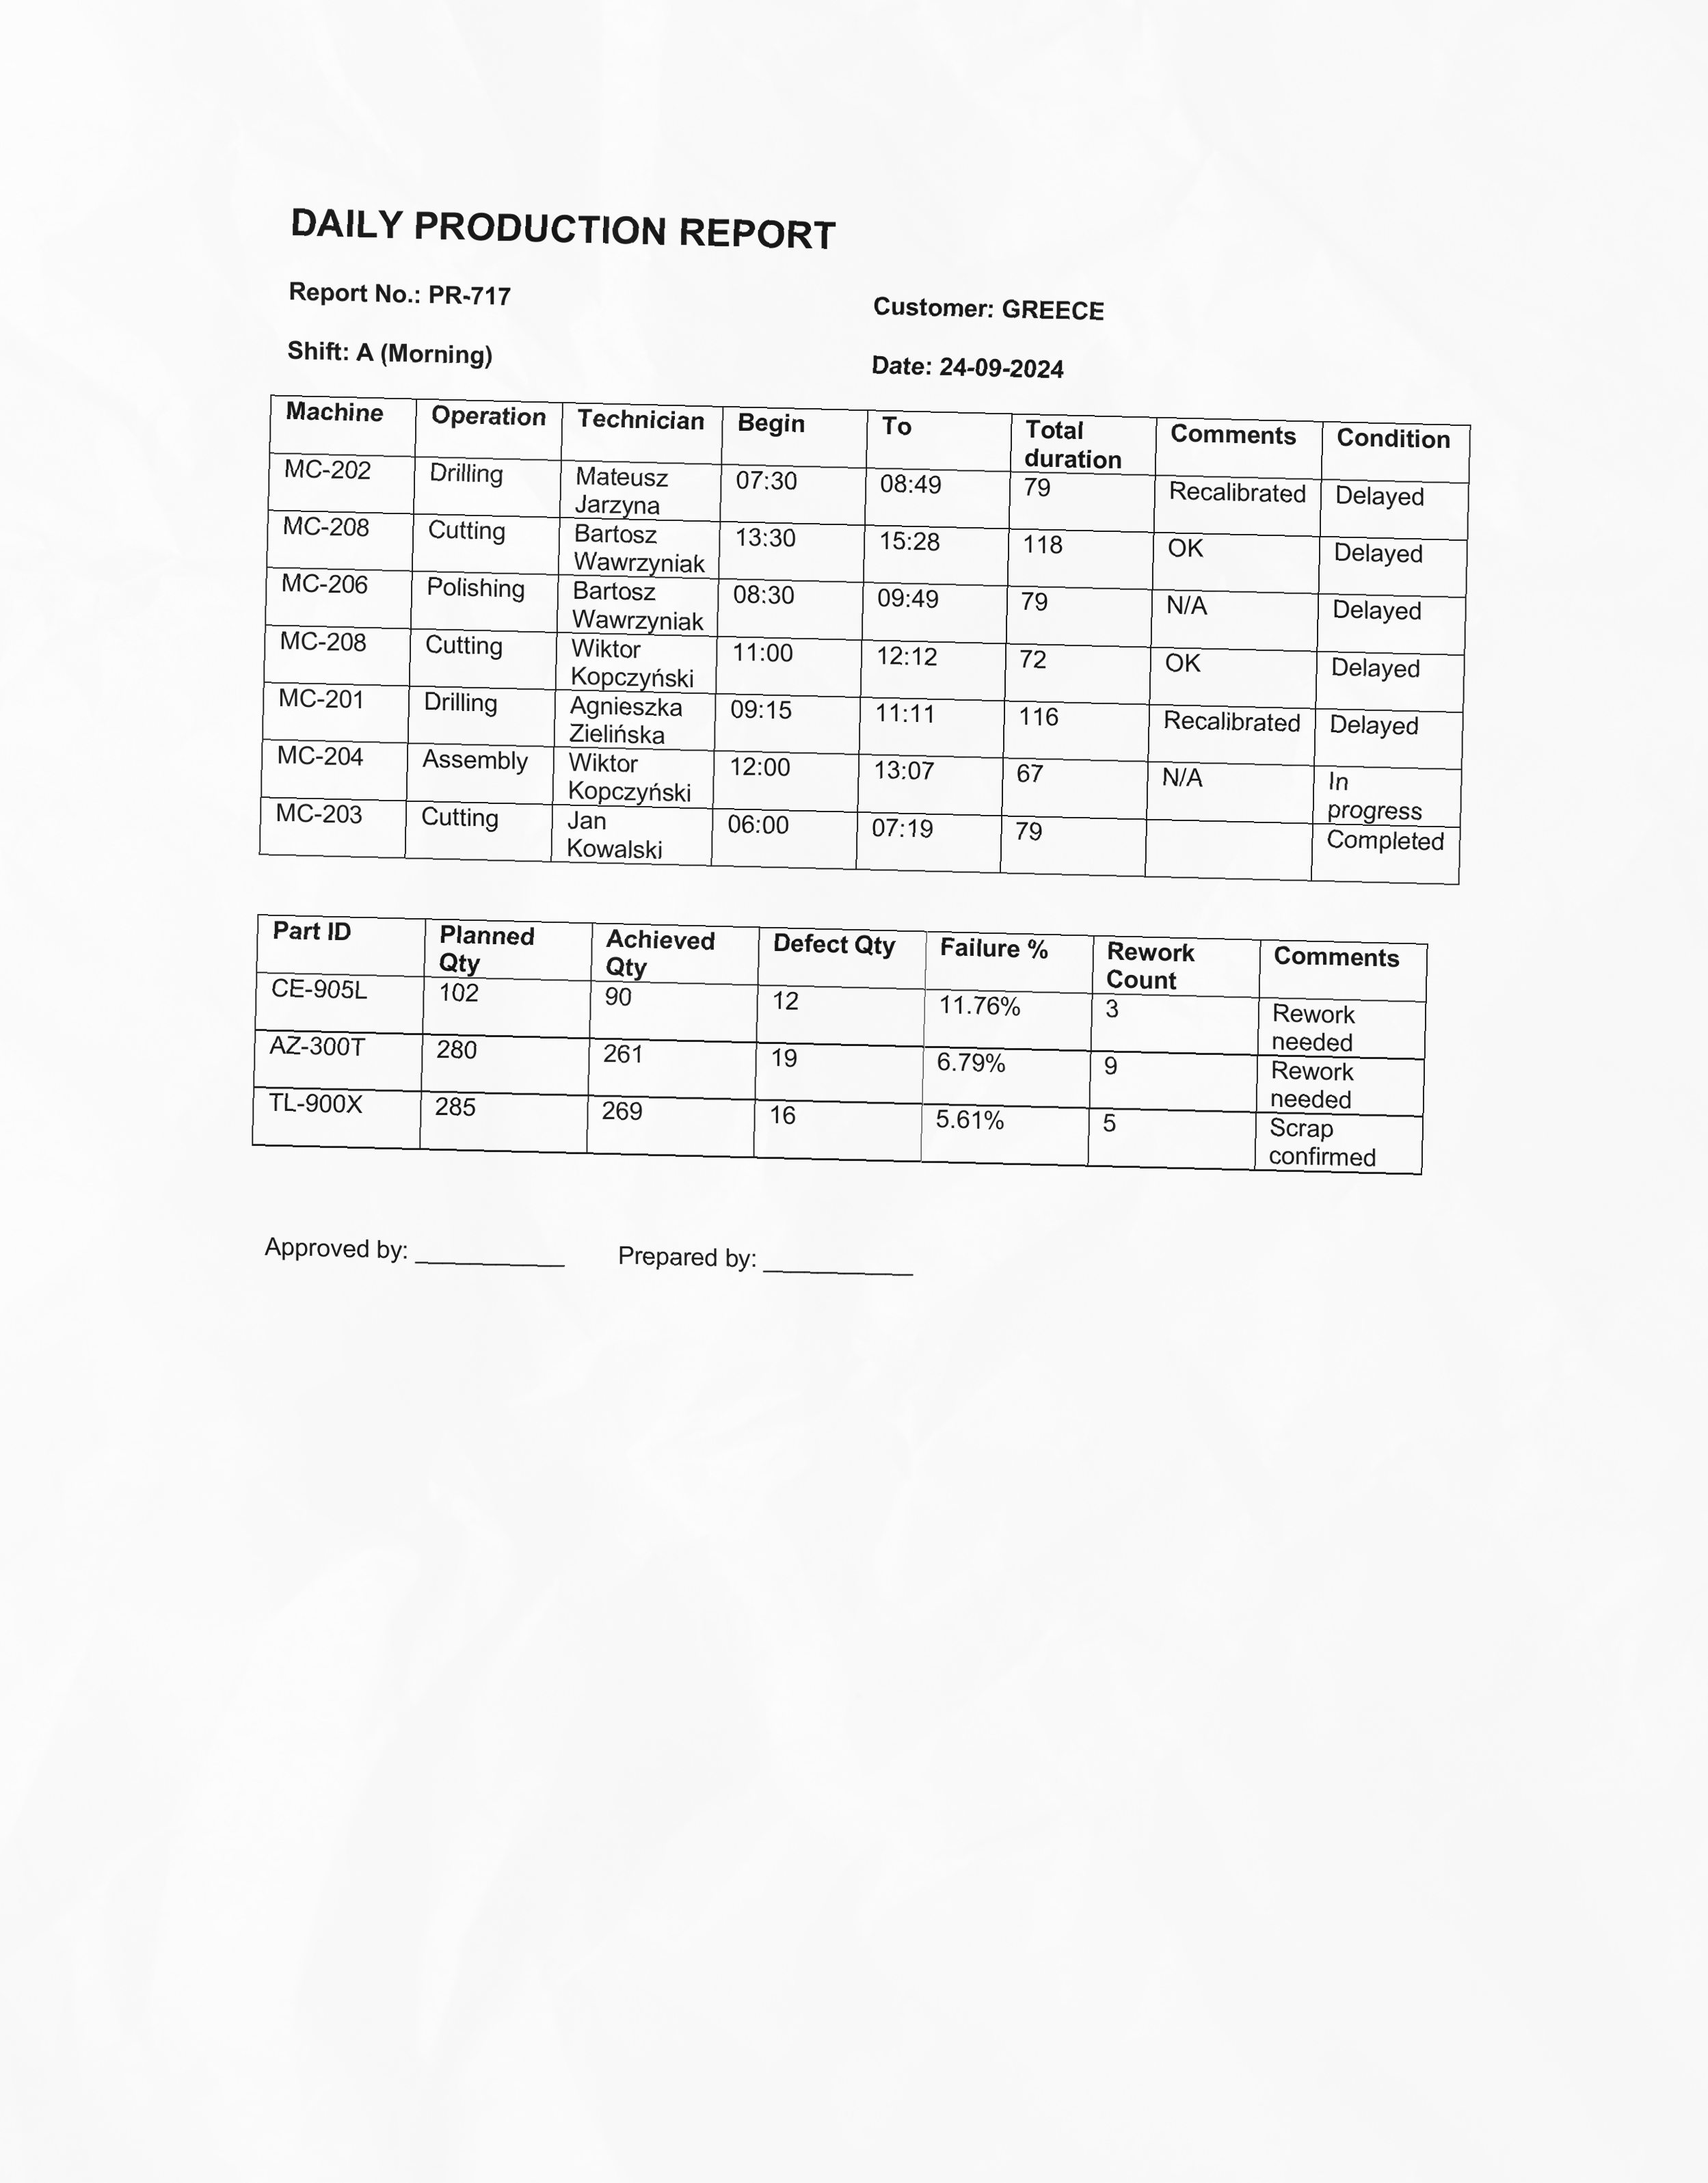 DAILY PRODUCTION REPORT
Report No.: PR-717 Customer: GREECE
Shift: A (Morning) Date: 24-09-2024
Machine Operation Technician Begin To Total duration Comments Condition
MC-202 Drilling Mateusz Jarzyna 07:30 08:49 79 Recalibrated Delayed
MC-208 Cutting Bartosz Wawrzyniak 13:30 15:28 118 OK Delayed
MC-206 Polishing Bartosz Wawrzyniak 08:30 09:49 79 N/A Delayed
MC-208 Cutting Wiktor Kopczyński 11:00 12:12 72 OK Delayed
MC-201 Drilling Agnieszka Zielińska 09:15 11:11 116 Recalibrated Delayed
MC-204 Assembly Wiktor Kopczyński 12:00 13:07 67 N/A In progress
MC-203 Cutting Jan Kowalski 06:00 07:19 79 Completed
Part ID Planned Qty Achieved Qty Defect Qty Failure % Rework Count Comments
CE-905L 102 90 12 11.76% 3 Rework needed
AZ-300T 280 261 19 6.79% 9 Rework needed
TL-900X 285 269 16 5.61% 5 Scrap confirmed
Approved by: ___________ Prepared by: ___________